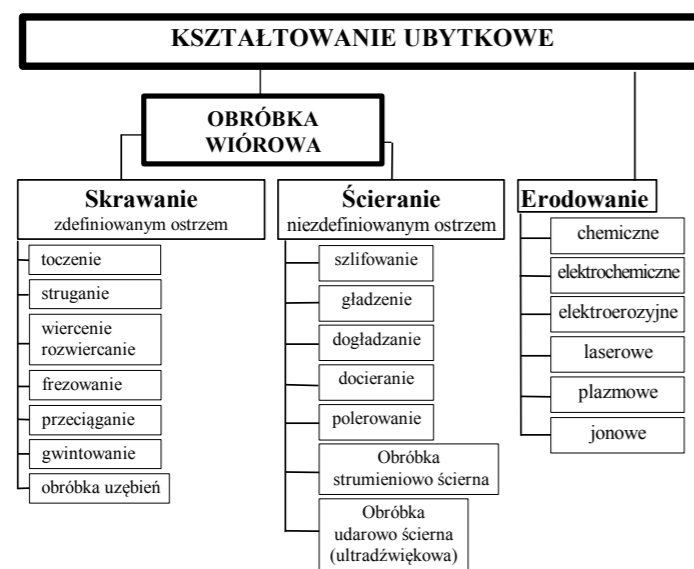 KSZTAŁTOWANIE UBYTKOWE
OBRÓBKA
WIÓROWA
Skrawanie
zdefiniowanym ostrzem
toczenie
struganie
wiercenie
rozwiercanie
frezowanie
przeciąganie
gwintowanie
obróbka uzębień
Ścieranie
niezdefiniowanym ostrzem
szlifowanie
gładzenie
dogładzanie
docieranie
polerowanie
Obróbka
strumieniowo ścierna
Obróbka
udarowo ścierna
(ultradźwiękowa)
Erodowanie
chemiczne
elektrochemiczne
elektroerozyjne
laserowe
plazmowe
jonowe